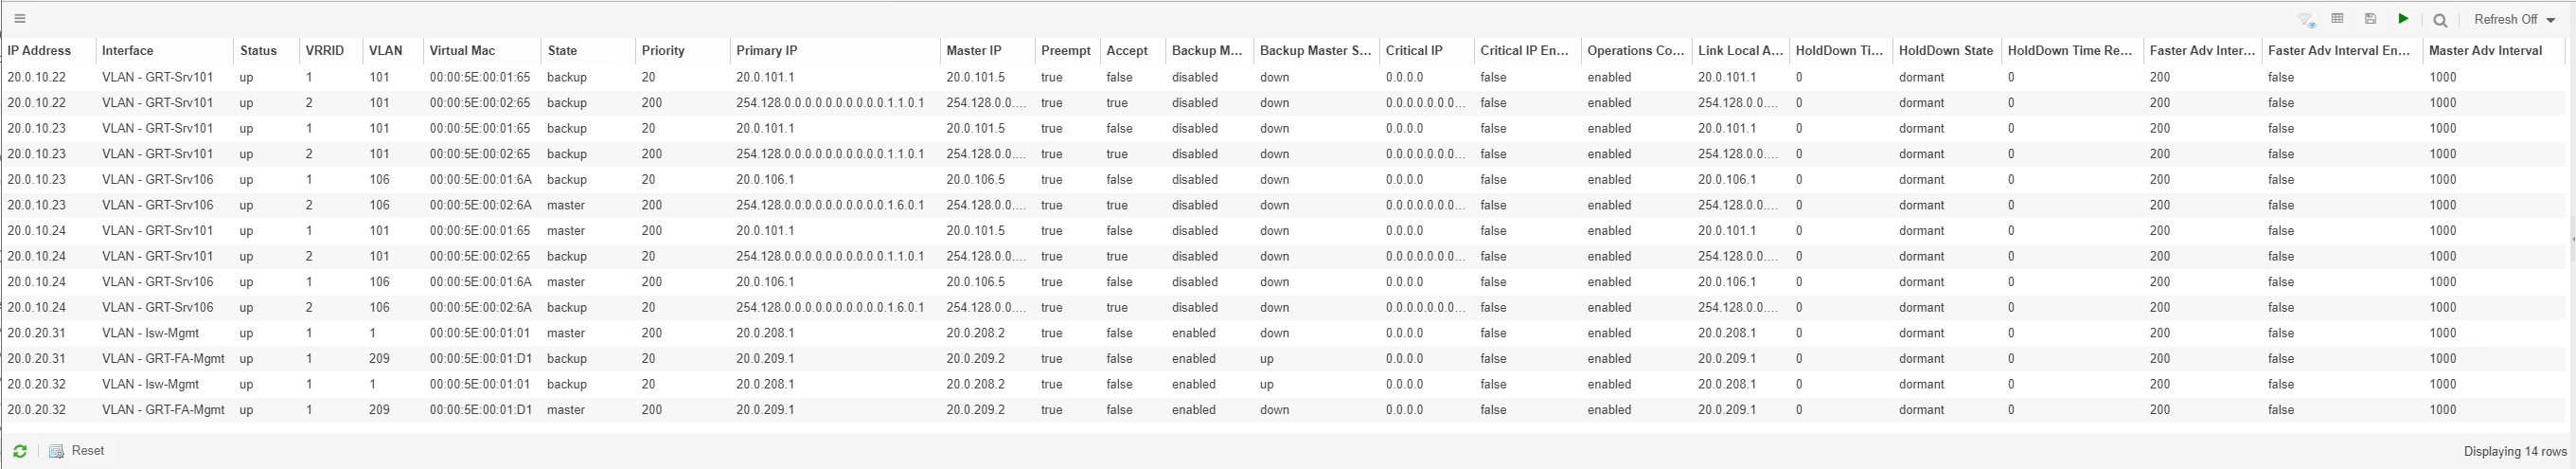 Refresh Off
IP Address Interface Status VRRID VLAN Virtual Mac State Priority Primary IP Master IP Preempt Accept Backup M... Backup Master S... Critical IP Critical IP En... Operations Co... Link Local A... HoldDown Ti... HoldDown State HoldDown Time Re... Faster Adv Inter... Faster Adv Interval En... Master Adv Interval
20.0.10.22 VLAN - GRT-Srv101 up 1 101 00:00:5E:00:01:65 backup 20 20.0.101.1 20.0.101.5 true false disabled down 0.0.0.0 false enabled 20.0.101.1 0 dormant 0 200 false 1000
20.0.10.22 VLAN - GRT-Srv101 up 2 101 00:00:5E:00:02:65 backup 200 254.128.0.0.0.0.0.0.0.0.0.0.1.1.0.1 254.128.0.0.... true true disabled down 0.0.0.0.0.0... false enabled 254.128.0.0.... 0 dormant 0 200 false 1000
20.0.10.23 VLAN - GRT-Srv101 up 1 101 00:00:5E:00:01:65 backup 20 20.0.101.1 20.0.101.5 true false disabled down 0.0.0.0 false enabled 20.0.101.1 0 dormant 0 200 false 1000
20.0.10.23 VLAN - GRT-Srv101 up 2 101 00:00:5E:00:02:65 backup 200 254.128.0.0.0.0.0.0.0.0.0.0.1.1.0.1 254.128.0.0.... true true disabled down 0.0.0.0.0.0... false enabled 254.128.0.0.... 0 dormant 0 200 false 1000
20.0.10.23 VLAN - GRT-Srv106 up 1 106 00:00:5E:00:01:6A backup 20 20.0.106.1 20.0.106.5 true false disabled down 0.0.0.0 false enabled 20.0.106.1 0 dormant 0 200 false 1000
20.0.10.23 VLAN - GRT-Srv106 up 2 106 00:00:5E:00:02:6A master 200 254.128.0.0.0.0.0.0.0.0.0.0.1.6.0.1 254.128.0.0.... true true disabled down 0.0.0.0.0.0... false enabled 254.128.0.0.... 0 dormant 0 200 false 1000
20.0.10.24 VLAN - GRT-Srv101 up 1 101 00:00:5E:00:01:65 master 200 20.0.101.1 20.0.101.5 true false disabled down 0.0.0.0 false enabled 20.0.101.1 0 dormant 0 200 false 1000
20.0.10.24 VLAN - GRT-Srv101 up 2 101 00:00:5E:00:02:65 backup 200 254.128.0.0.0.0.0.0.0.0.0.0.1.1.0.1 254.128.0.0.... true true disabled down 0.0.0.0.0.0... false enabled 254.128.0.0.... 0 dormant 0 200 false 1000
20.0.10.24 VLAN - GRT-Srv106 up 1 106 00:00:5E:00:01:6A master 200 20.0.106.1 20.0.106.5 true false disabled down 0.0.0.0 false enabled 20.0.106.1 0 dormant 0 200 false 1000
20.0.10.24 VLAN - GRT-Srv106 up 2 106 00:00:5E:00:02:6A backup 20 254.128.0.0.0.0.0.0.0.0.0.0.1.6.0.1 254.128.0.0.... true true disabled down 0.0.0.0.0.0... false enabled 254.128.0.0.... 0 dormant 0 200 false 1000
20.0.20.31 VLAN - lsw-Mgmt up 1 1 00:00:5E:00:01:01 master 200 20.0.208.1 20.0.208.2 true false enabled down 0.0.0.0 false enabled 20.0.208.1 0 dormant 0 200 false 1000
20.0.20.31 VLAN - GRT-FA-Mgmt up 1 209 00:00:5E:00:01:D1 backup 20 20.0.209.1 20.0.209.2 true false enabled up 0.0.0.0 false enabled 20.0.209.1 0 dormant 0 200 false 1000
20.0.20.32 VLAN - lsw-Mgmt up 1 1 00:00:5E:00:01:01 backup 20 20.0.208.1 20.0.208.2 true false enabled up 0.0.0.0 false enabled 20.0.208.1 0 dormant 0 200 false 1000
20.0.20.32 VLAN - GRT-FA-Mgmt up 1 209 00:00:5E:00:01:D1 master 200 20.0.209.1 20.0.209.2 true false enabled down 0.0.0.0 false enabled 20.0.209.1 0 dormant 0 200 false 1000
Reset Displaying 14 rows